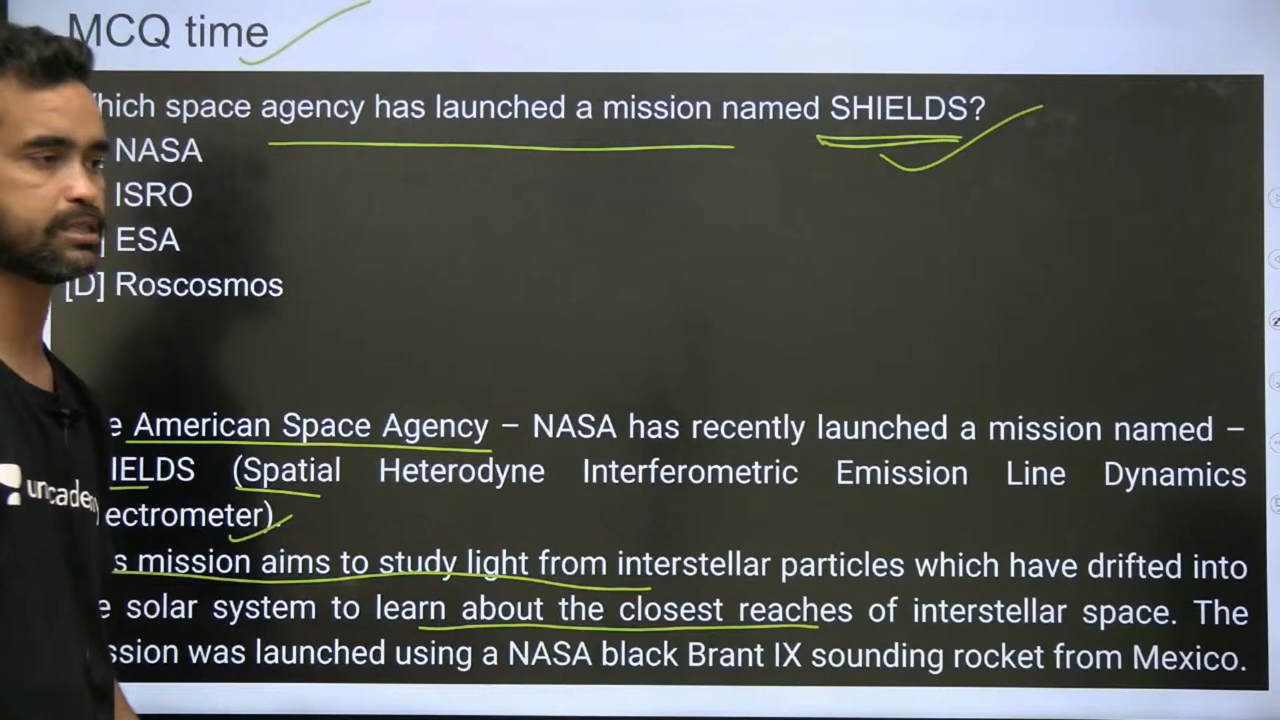 MCQ time
hich space agency has launched a mission named SHIELDS?
NASA
ISRO
] ESA
[D] Roscosmos
e American Space Agency – NASA has recently launched a mission named –
IELDS (Spatial Heterodyne Interferometric Emission Line Dynamics
ectrometer).
s mission aims to study light from interstellar particles which have drifted into
e solar system to learn about the closest reaches of interstellar space. The
ssion was launched using a NASA black Brant IX sounding rocket from Mexico.
unacademy